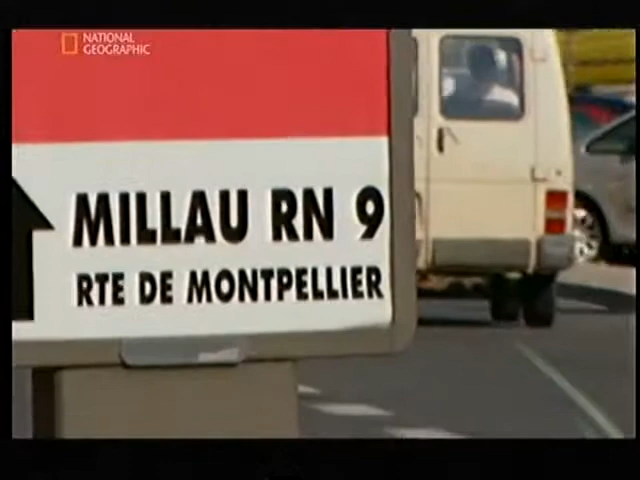 NATIONAL
GEOGRAPHIC
MILLAU RN 9
RTE DE MONTPELLIER